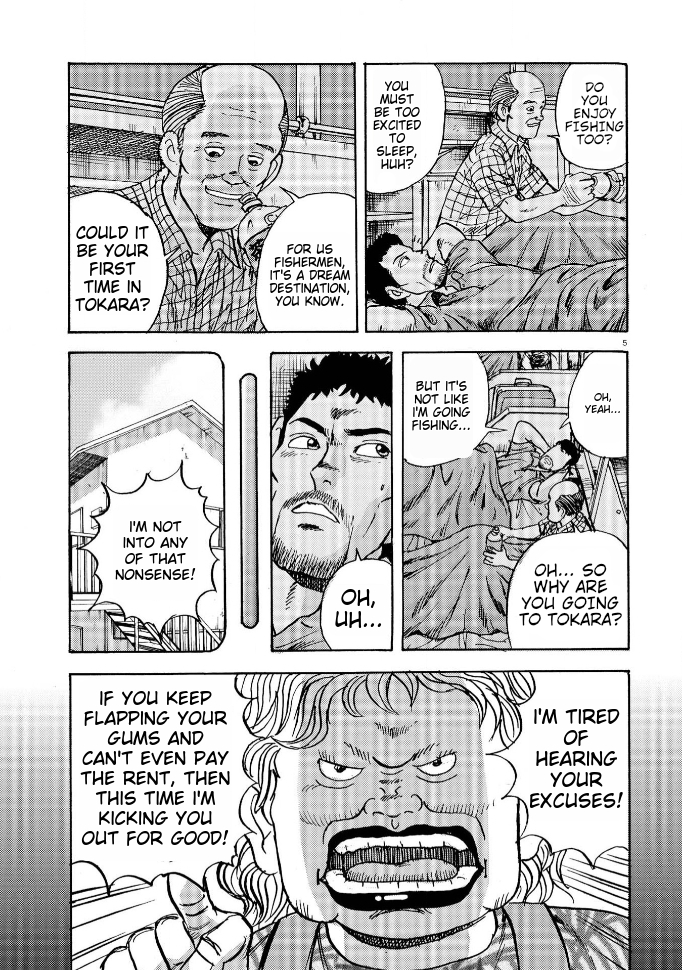 DO
YOU
ENJOY
FISHING
TOO?
YOU
MUST
BE TOO
EXCITED
TO
SLEEP,
HUH?
FOR US
FISHERMEN,
IT'S A DREAM
DESTINATION,
YOU KNOW.
COULD IT
BE YOUR
FIRST
TIME IN
TOKARA?
5
OH,
YEAH...
BUT IT'S
NOT LIKE
I'M GOING
FISHING...
OH... SO
WHY ARE
YOU GOING
TO TOKARA?
OH,
UH...
I'M NOT
INTO ANY
OF THAT
NONSENSE!
I'M TIRED
OF
HEARING
YOUR
EXCUSES!
IF YOU KEEP
FLAPPING YOUR
GUMS AND
CAN'T EVEN PAY
THE RENT, THEN
THIS TIME I'M
KICKING YOU
OUT FOR GOOD!